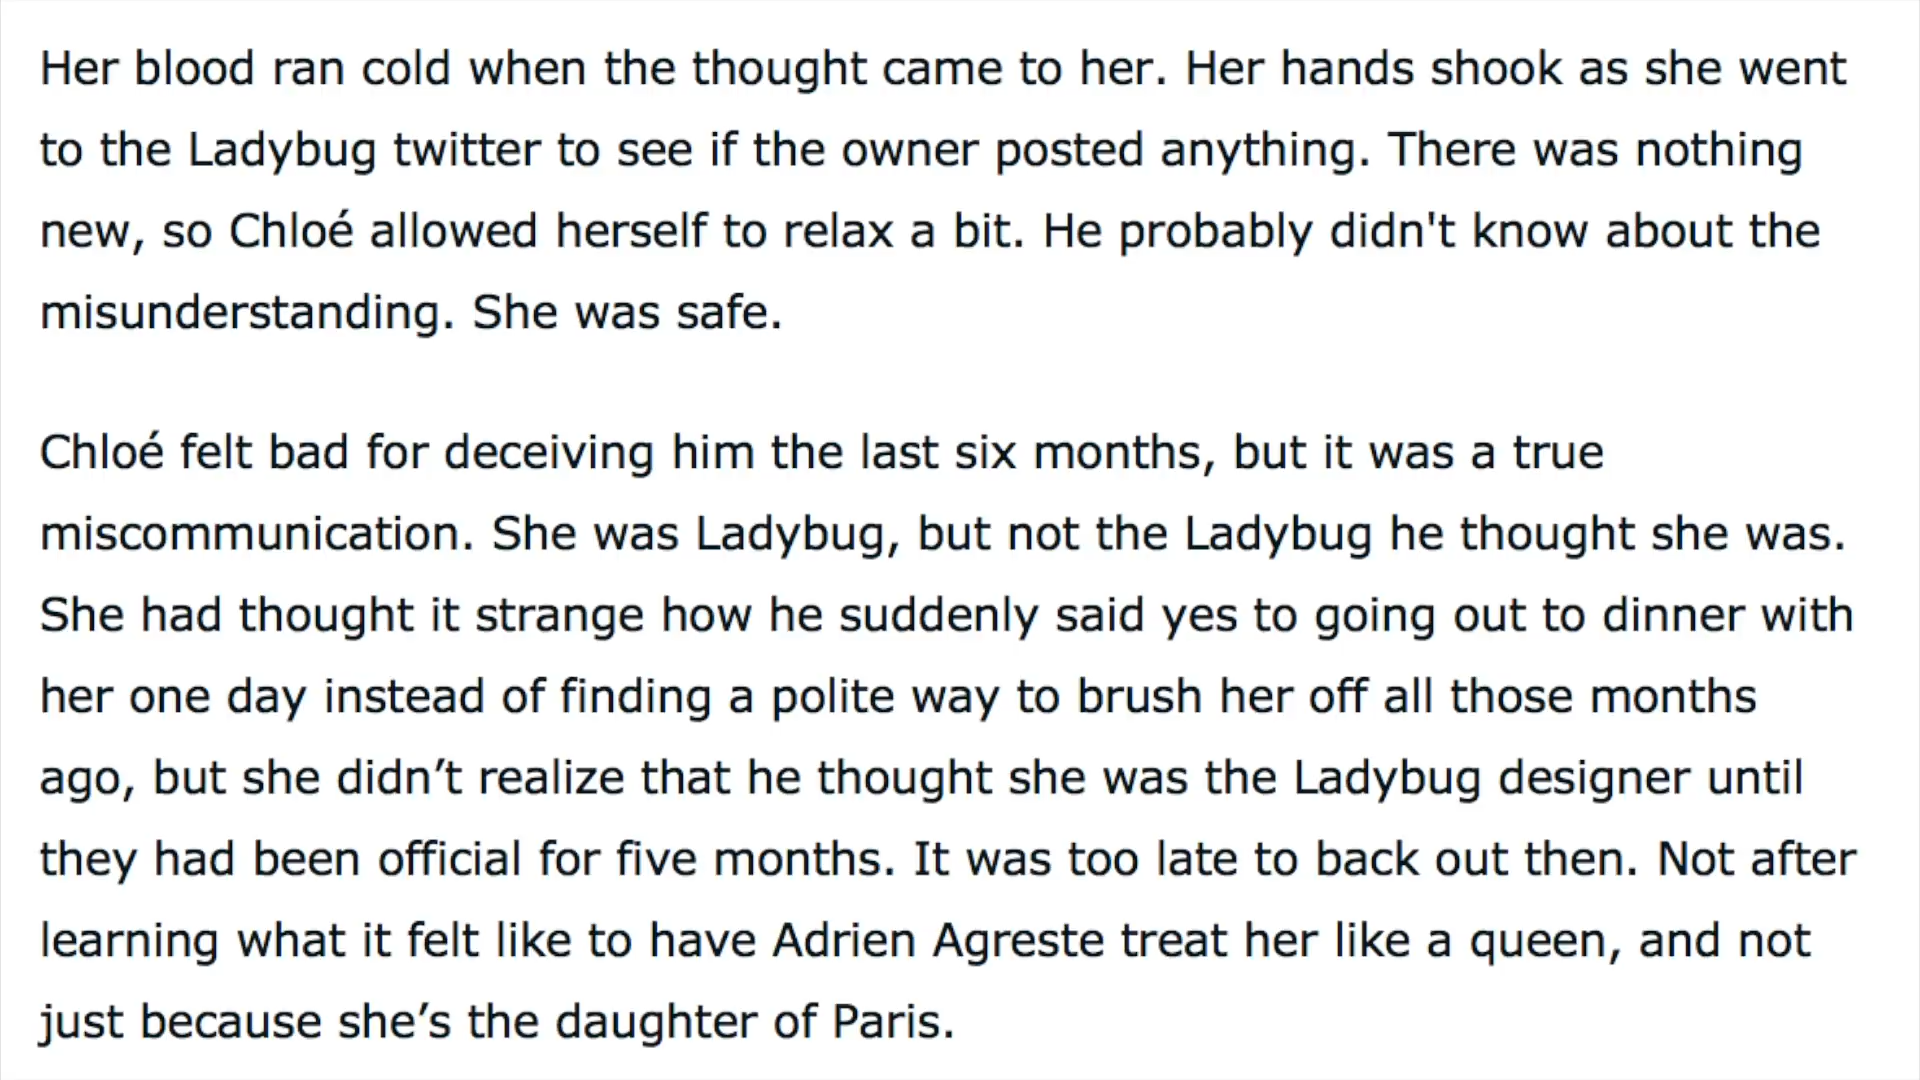 Her blood ran cold when the thought came to her. Her hands shook as she went
to the Ladybug twitter to see if the owner posted anything. There was nothing
new, so Chloé allowed herself to relax a bit. He probably didn't know about the
misunderstanding. She was safe.
Chloé felt bad for deceiving him the last six months, but it was a true
miscommunication. She was Ladybug, but not the Ladybug he thought she was.
She had thought it strange how he suddenly said yes to going out to dinner with
her one day instead of finding a polite way to brush her off all those months
ago, but she didn’t realize that he thought she was the Ladybug designer until
they had been official for five months. It was too late to back out then. Not after
learning what it felt like to have Adrien Agreste treat her like a queen, and not
just because she’s the daughter of Paris.